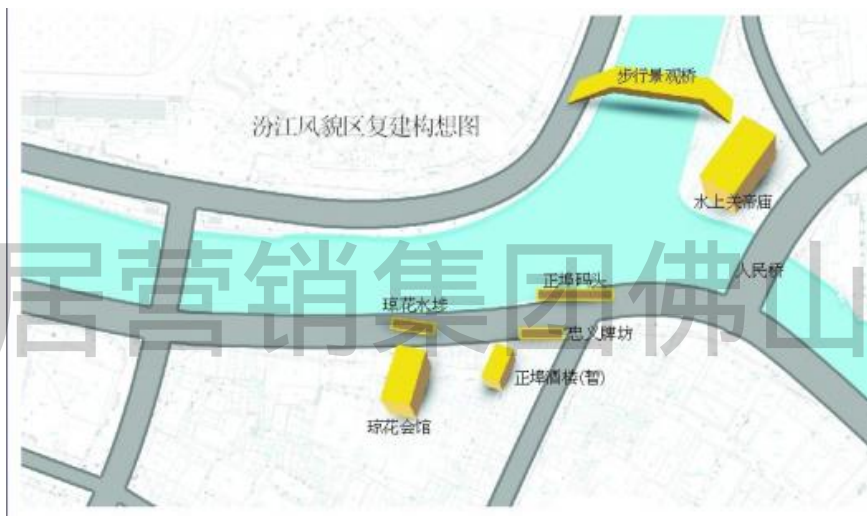 步行景观桥
汾江风貌区复建构想图
水上关帝庙
人民桥
正埠码头
琼花水埗
忠义牌坊
正埠酒楼(暂)
琼花会馆
居营销集团佛山